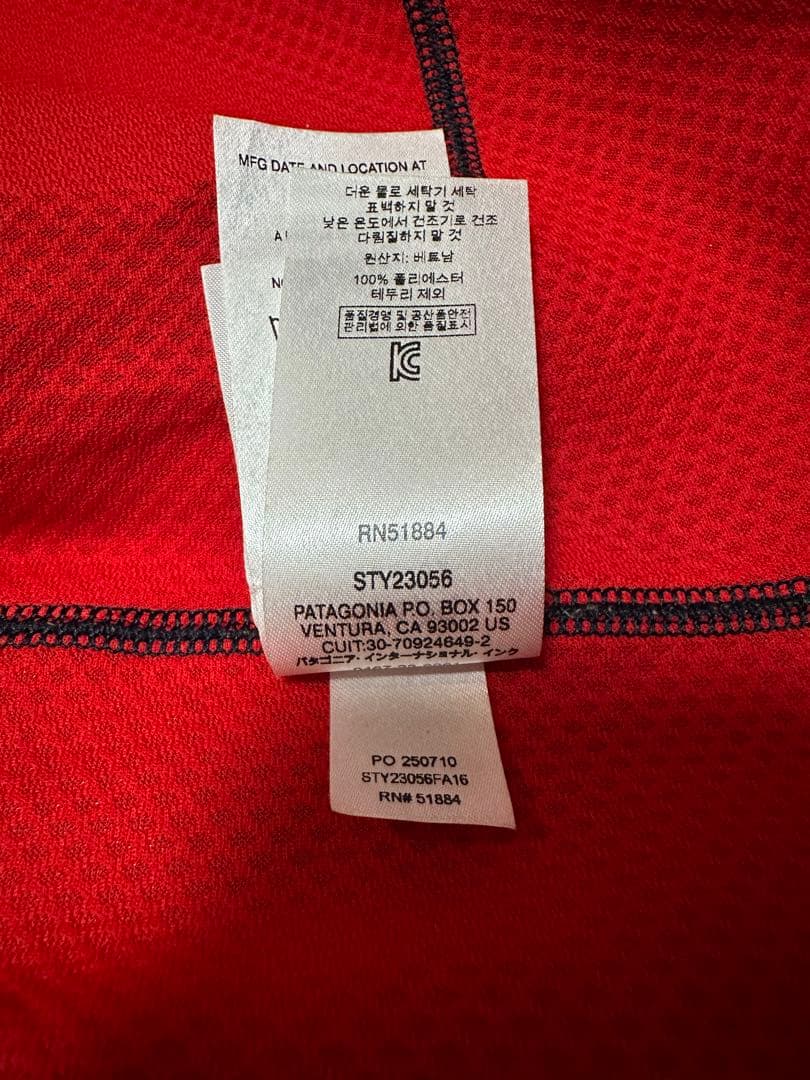 MFG DATE AND LOCATION AT
더운 물로 세탁기 세탁
표백하지 말 것
낮은 온도에서 건조기로 건조
다림질하지 말 것
원산지: 베트남
100% 폴리에스터
테두리 제외
품질경영 및 공산품안전
관리법에 의한 품질표시
RN51884
STY23056
PATAGONIA P.O. BOX 150
VENTURA, CA 93002 US
CUIT:30-70924649-2
パタゴニア・インターナショナル・インク
PO 250710
STY23056FA16
RN# 51884